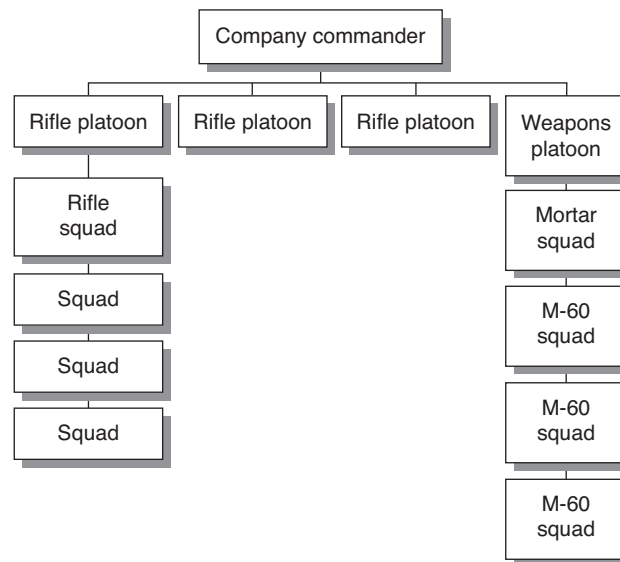 Company commander
Rifle platoon
Rifle platoon
Rifle platoon
Weapons
platoon
Rifle
squad
Squad
Squad
Squad
Mortar
squad
M-60
squad
M-60
squad
M-60
squad